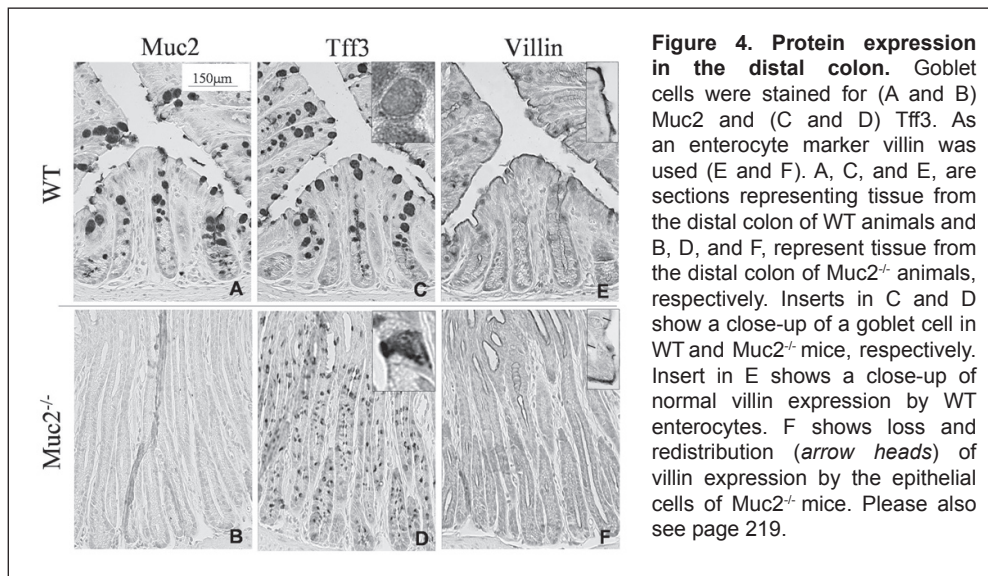 Muc2 Tff3 Villin
150μm
WT
A C E
Muc2-/-
B D F
Figure 4. Protein expression
in the distal colon. Goblet
cells were stained for (A and B)
Muc2 and (C and D) Tff3. As
an enterocyte marker villin was
used (E and F). A, C, and E, are
sections representing tissue from
the distal colon of WT animals and
B, D, and F, represent tissue from
the distal colon of Muc2-/- animals,
respectively. Inserts in C and D
show a close-up of a goblet cell in
WT and Muc2-/- mice, respectively.
Insert in E shows a close-up of
normal villin expression by WT
enterocytes. F shows loss and
redistribution (arrow heads) of
villin expression by the epithelial
cells of Muc2-/- mice. Please also
see page 219.